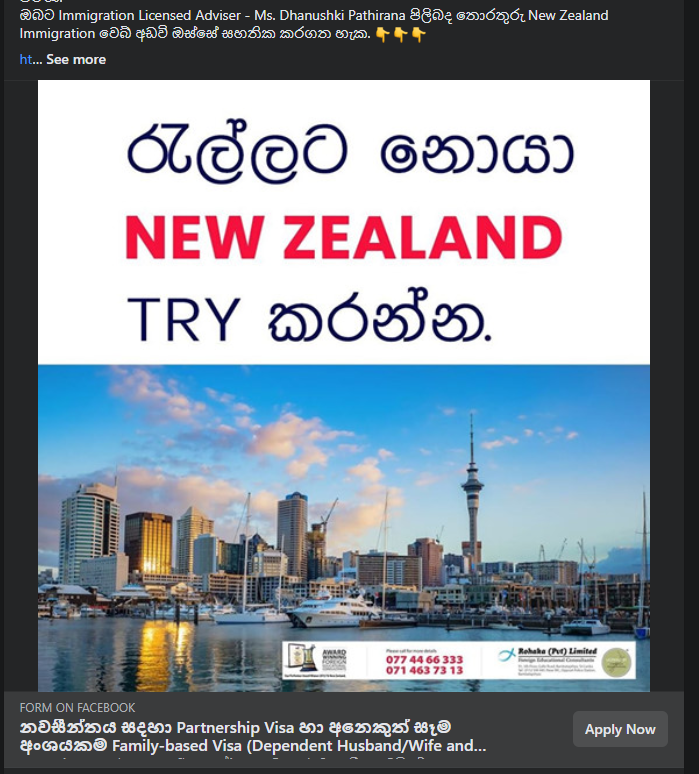 ඔබට Immigration Licensed Adviser - Ms. Dhanushki Pathirana පිලිබද තොරතුරු New Zealand
Immigration වෙබ් අඩවි ඔස්සේ සහතික කරගත හැක. 👇👇👇
ht... See more
රැල්ලට නොයා
NEW ZEALAND
TRY කරන්න.
AWARD
WINNING
FOREIGN
Please call for more details.
077 44 66 333
071 463 73 13
Rohaka (Pvt) Limited
Foreign Educational Consultants
FORM ON FACEBOOK
නවසීන්තය සදහා Partnership Visa හා අනෙකුත් සෑම
අංශයකම Family-based Visa (Dependent Husband/Wife and...
Apply Now